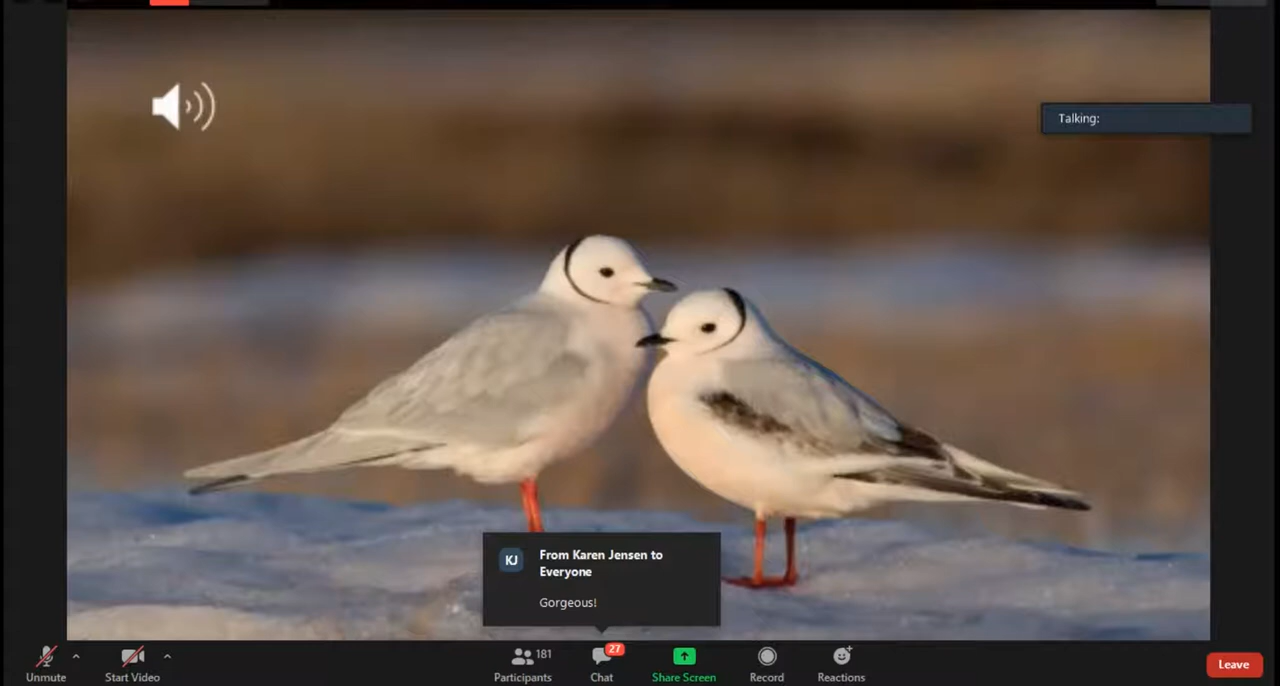 Talking:
KJ
From Karen Jensen to
Everyone
Gorgeous!
181
27
Unmute
Start Video
Participants
Chat
Share Screen
Record
Reactions
Leave